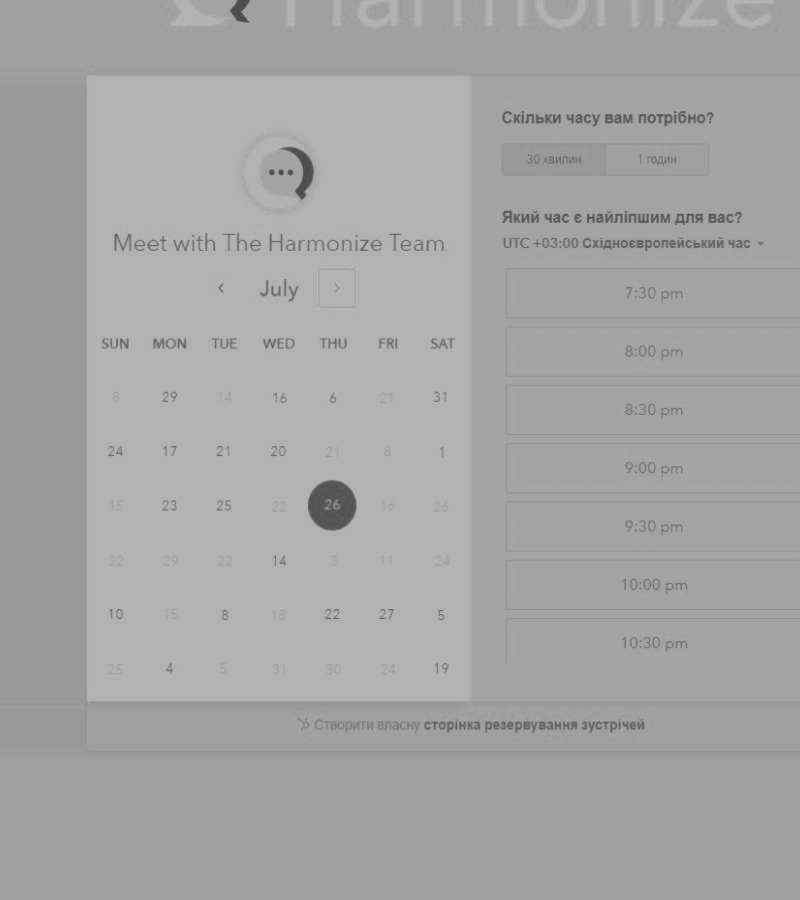 Harmonize
Meet with The Harmonize Team
July
SUN MON TUE WED THU FRI SAT
8 29 14 16 6 21 31
24 17 21 20 21 8 1
15 23 25 22 26 16 26
22 29 22 14 3 11 24
10 15 8 18 22 27 5
25 4 5 31 30 24 19
Скільки часу вам потрібно?
30 хвилин 1 годин
Який час є найліпшим для вас?
UTC +03:00 Східноєвропейський час
7:30 pm
8:00 pm
8:30 pm
9:00 pm
9:30 pm
10:00 pm
10:30 pm
Створити власну сторінка резервування зустрічей